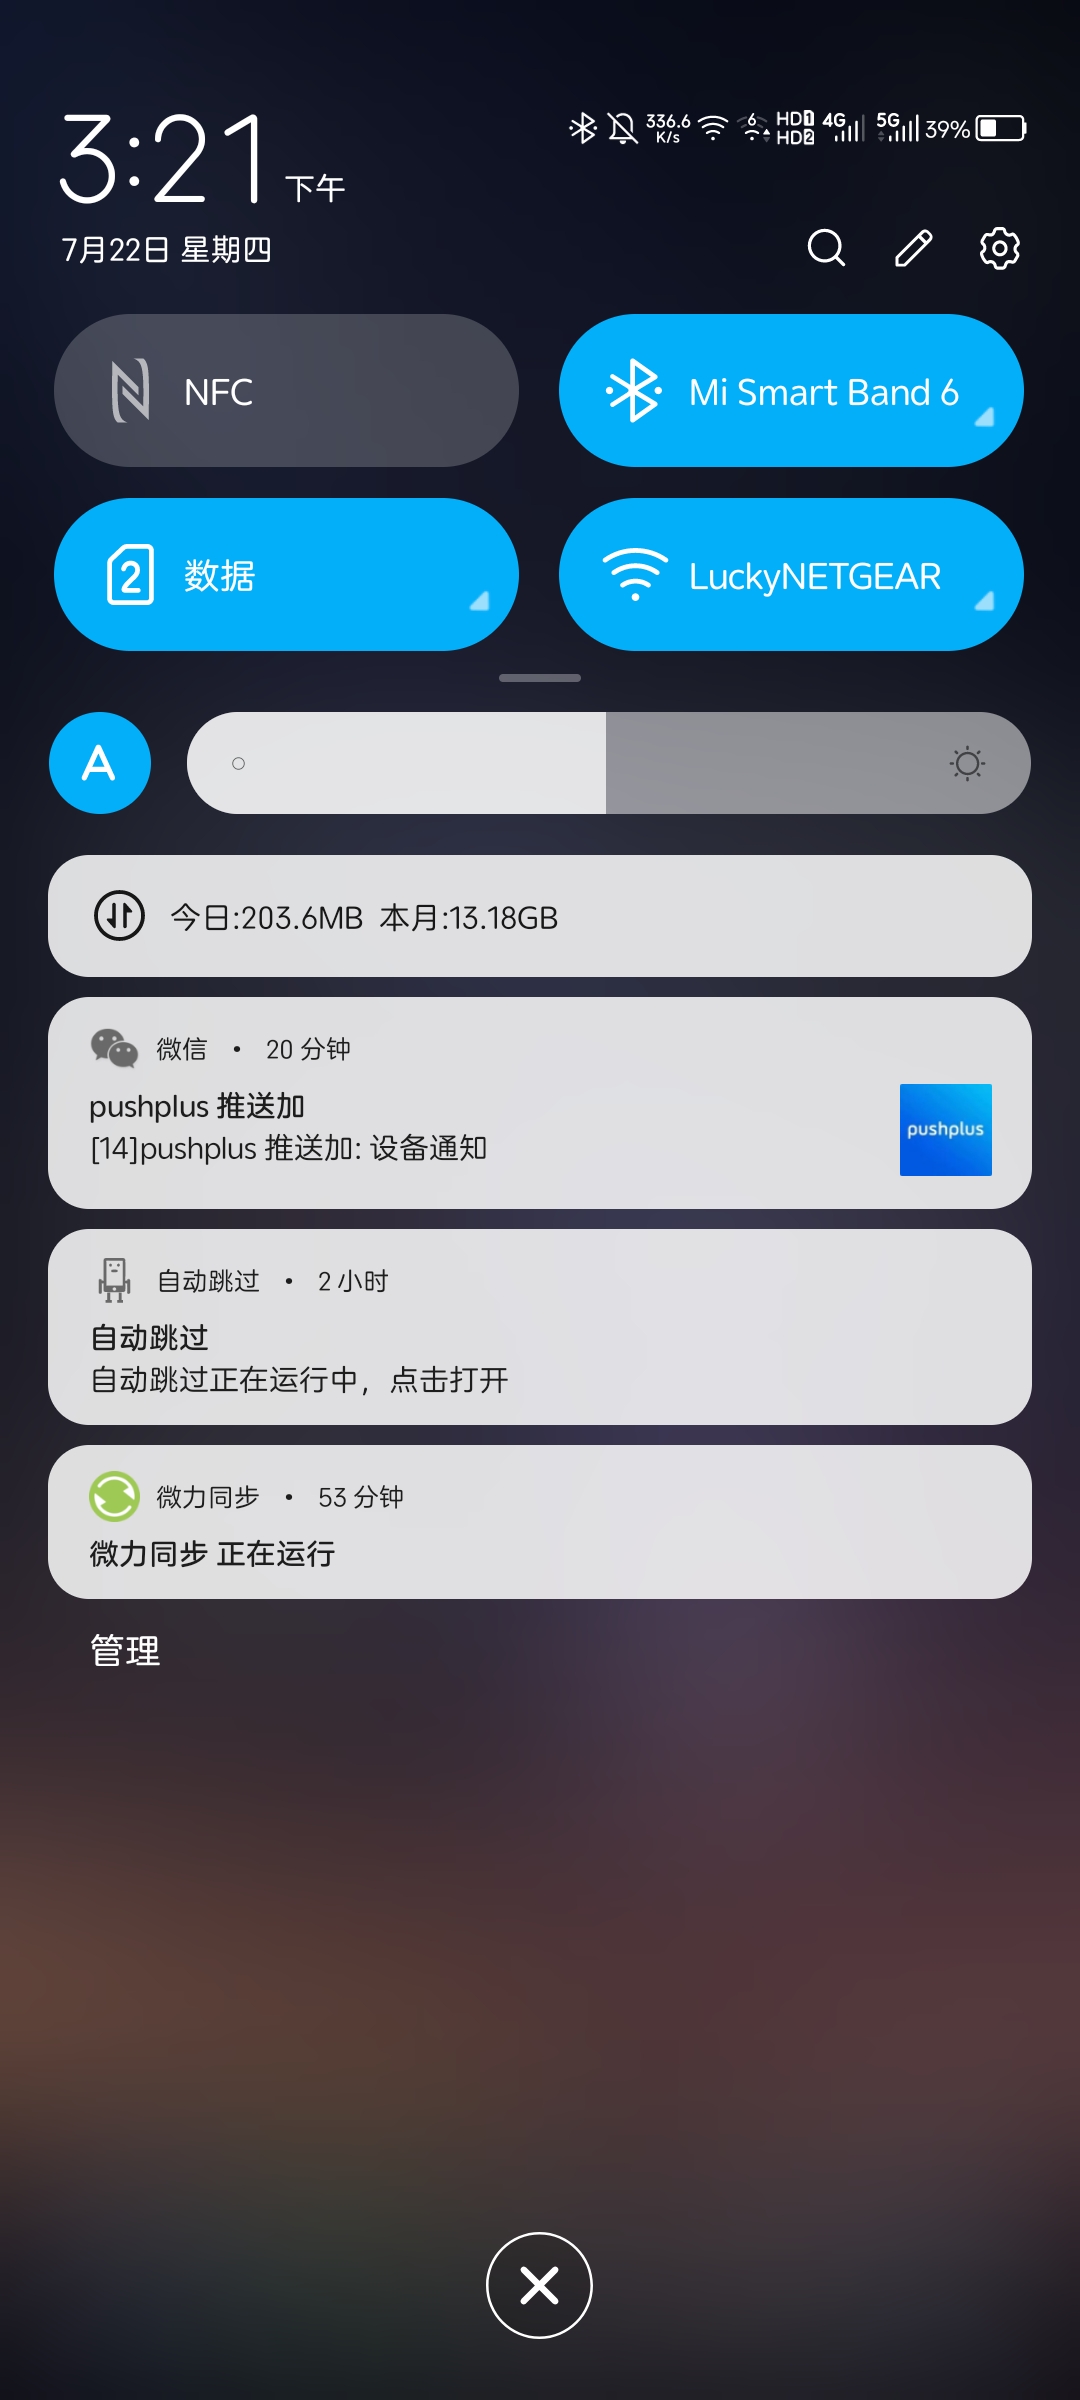 3:21 下午
336.6 K/s 6 HD1 HD2 4G 5G 39%
7月22日 星期四
NFC
Mi Smart Band 6
2 数据
LuckyNETGEAR
A
今日:203.6MB 本月:13.18GB
微信 • 20 分钟
pushplus 推送加
[14]pushplus 推送加: 设备通知
pushplus
自动跳过 • 2 小时
自动跳过
自动跳过正在运行中，点击打开
微力同步 • 53 分钟
微力同步 正在运行
管理